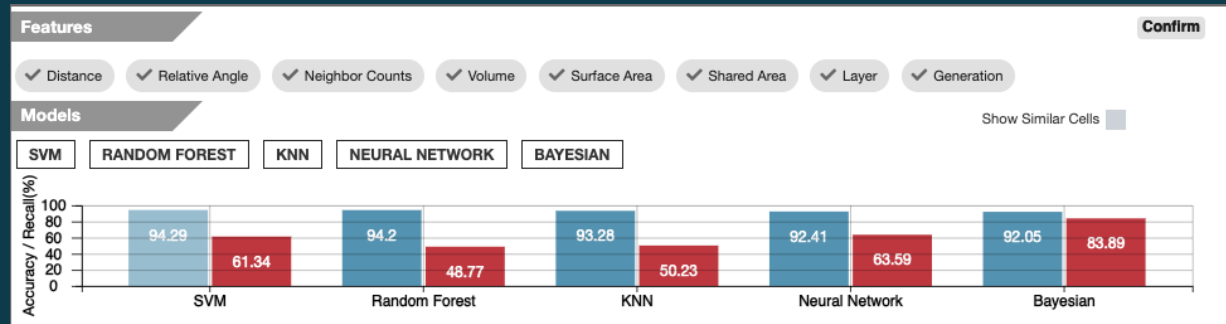 Features
Confirm
Distance Relative Angle Neighbor Counts Volume Surface Area Shared Area Layer Generation
Models
Show Similar Cells
SVM RANDOM FOREST KNN NEURAL NETWORK BAYESIAN
Accuracy / Recall(%)
100
80
60
40
20
0
94.29 61.34 94.2 48.77 93.28 50.23 92.41 63.59 92.05 83.89
SVM Random Forest KNN Neural Network Bayesian